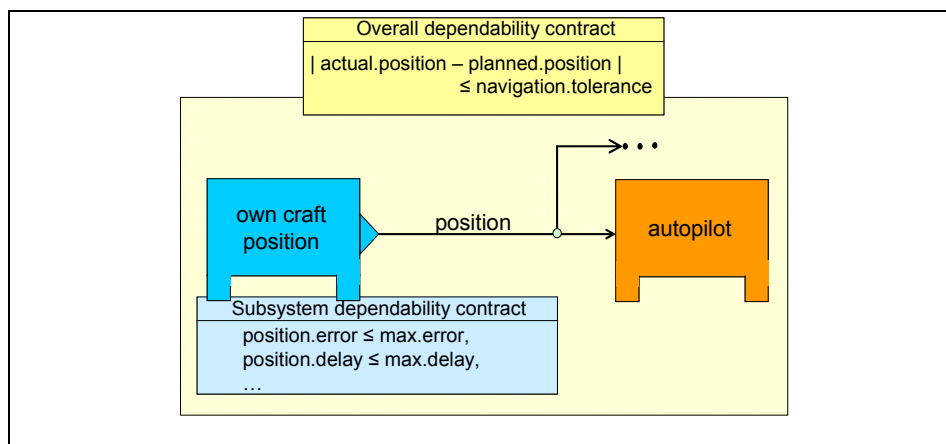 Overall dependability contract
| actual.position – planned.position |
≤ navigation.tolerance
• • •
own craft
position
position
autopilot
Subsystem dependability contract
position.error ≤ max.error,
position.delay ≤ max.delay,
…